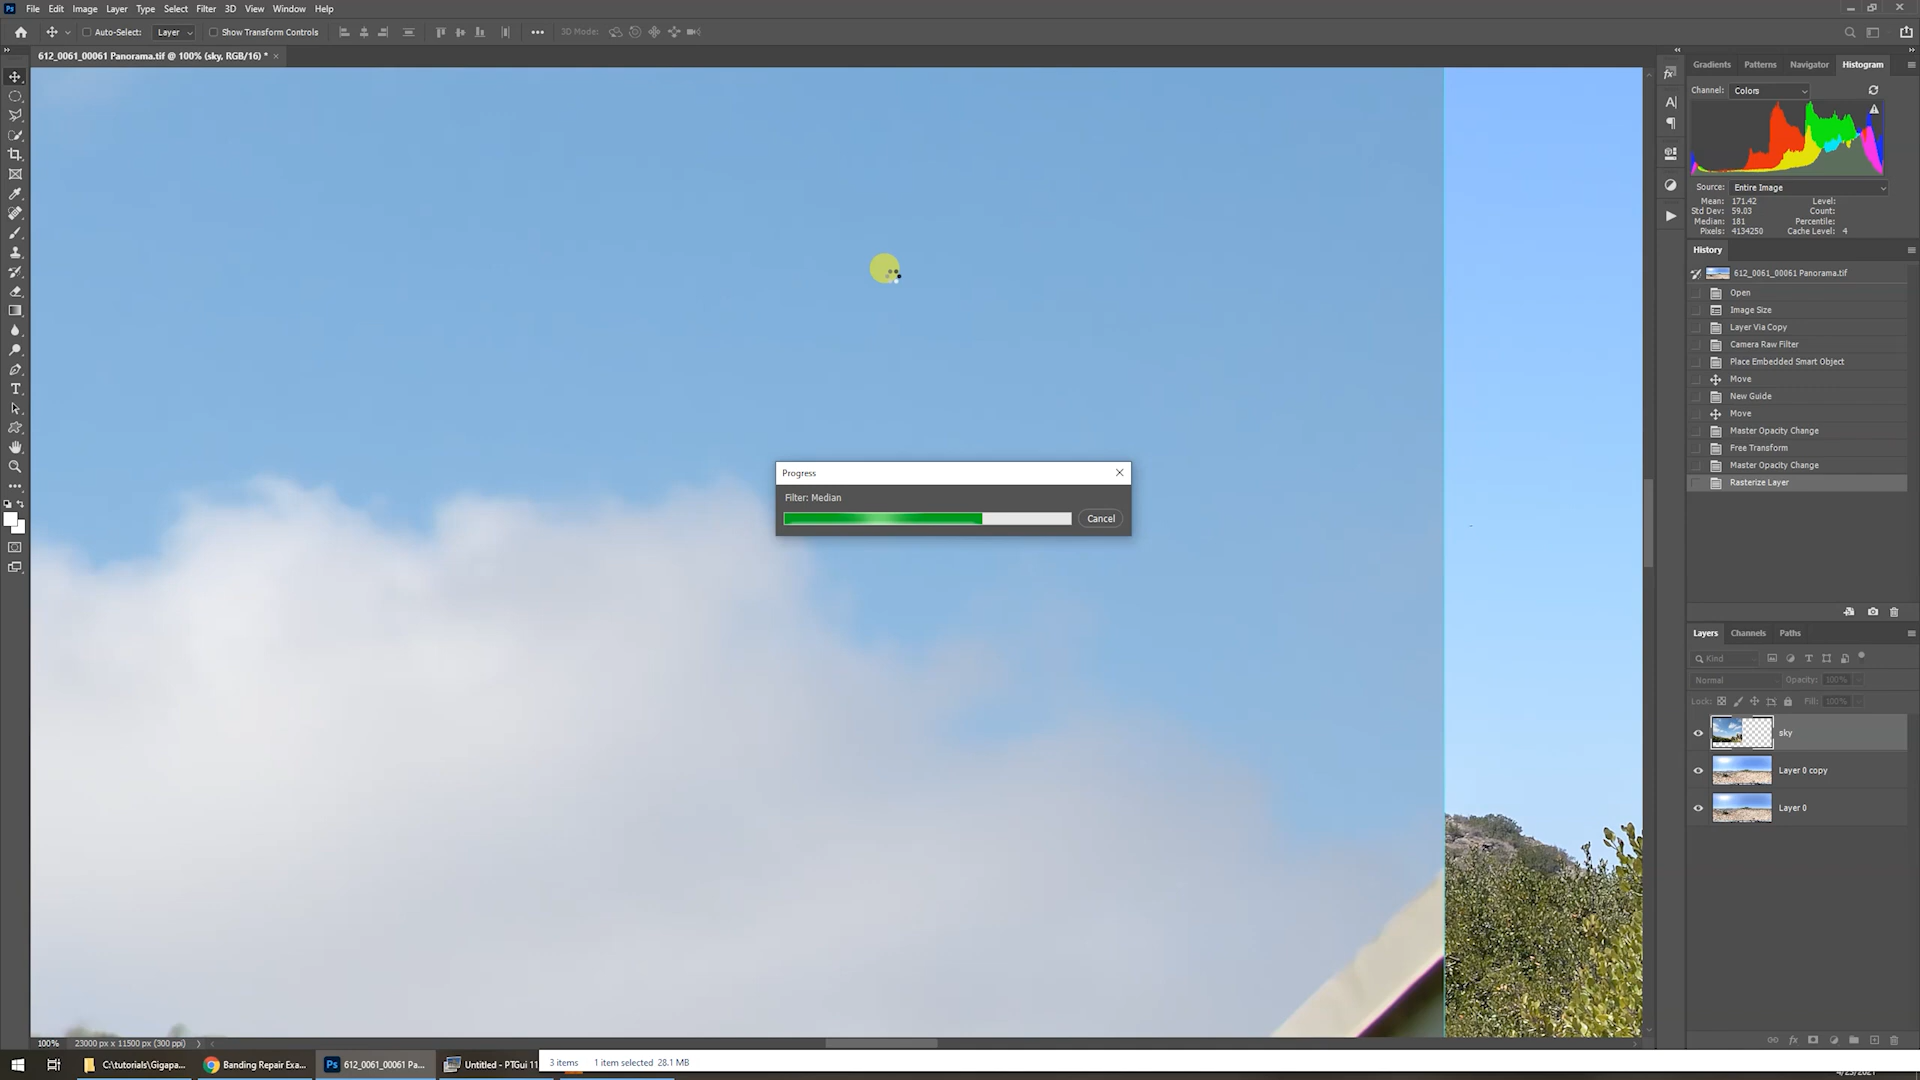 Ps File Edit Image Layer Type Select Filter 3D View Window Help
Auto-Select: Layer Show Transform Controls 3D Mode:
612_0061_00061 Panorama.tif @ 100% (sky, RGB/16) *
Gradients Patterns Navigator Histogram
Channel: Colors
Source: Entire Image
Mean: 171.42 Level:
Std Dev: 59.03 Count:
Median: 181 Percentile:
Pixels: 4134250 Cache Level: 4
History
612_0061_00061 Panorama.tif
Open
Image Size
Layer Via Copy
Camera Raw Filter
Place Embedded Smart Object
Move
New Guide
Move
Master Opacity Change
Free Transform
Master Opacity Change
Rasterize Layer
Progress
Filter: Median
Cancel
Layers Channels Paths
Kind
Normal Opacity: 100%
Lock: Fill: 100%
sky
Layer 0 copy
Layer 0
100% 23000 px x 11500 px (300 ppi)
C:\tutorials\Gigapa... Banding Repair Exa... Ps 612_0061_00061 Pa... Untitled - PTGui 11 3 items 1 item selected 28.1 MB